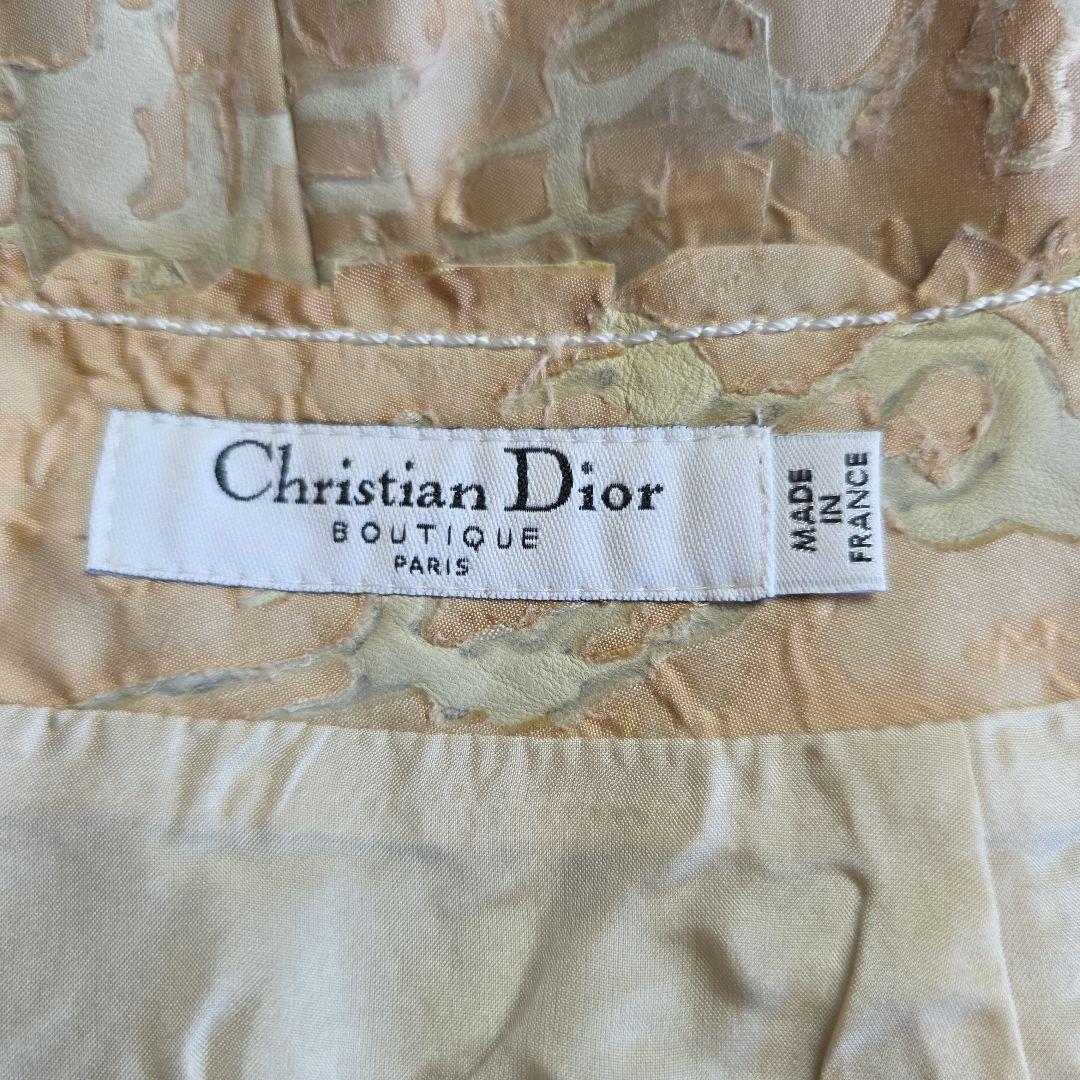 Christian Dior
BOUTIQUE
PARIS
MADE
IN
FRANCE